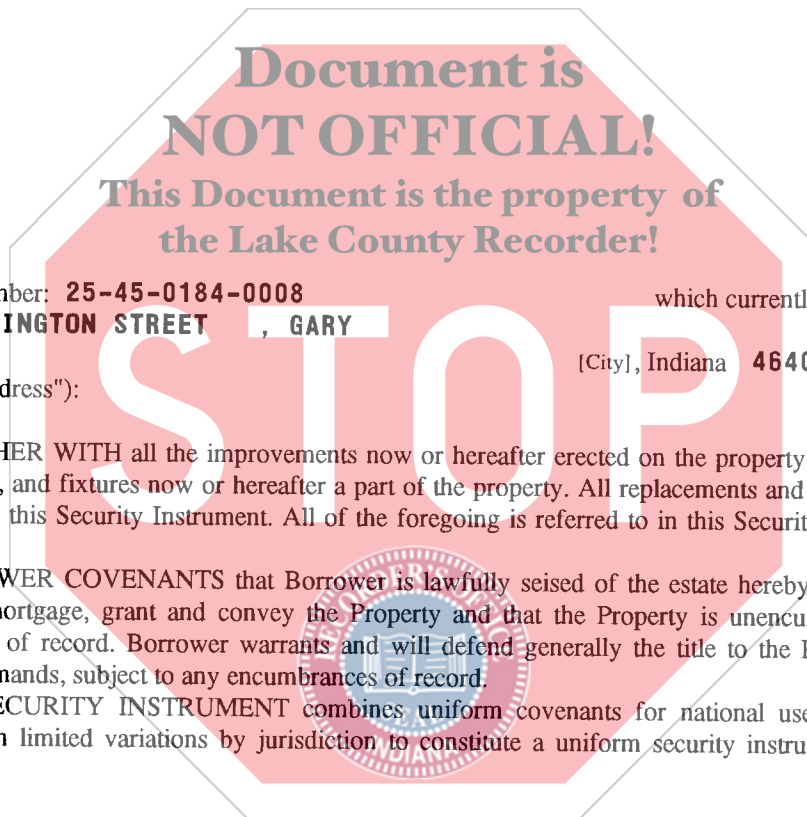 Document is
NOT OFFICIAL!
This Document is the property of
the Lake County Recorder!
nber: 25-45-0184-0008 which currentl
INGTON STREET , GARY
[City], Indiana 4640
dress"):
STOP
HER WITH all the improvements now or hereafter erected on the property
, and fixtures now or hereafter a part of the property. All replacements and
this Security Instrument. All of the foregoing is referred to in this Securit
WER COVENANTS that Borrower is lawfully seised of the estate hereby
nortgage, grant and convey the Property and that the Property is unencu
of record. Borrower warrants and will defend generally the title to the
mands, subject to any encumbrances of record.
ECURITY INSTRUMENT combines uniform covenants for national use
n limited variations by jurisdiction to constitute a uniform security instru
SEAL
INDIANA